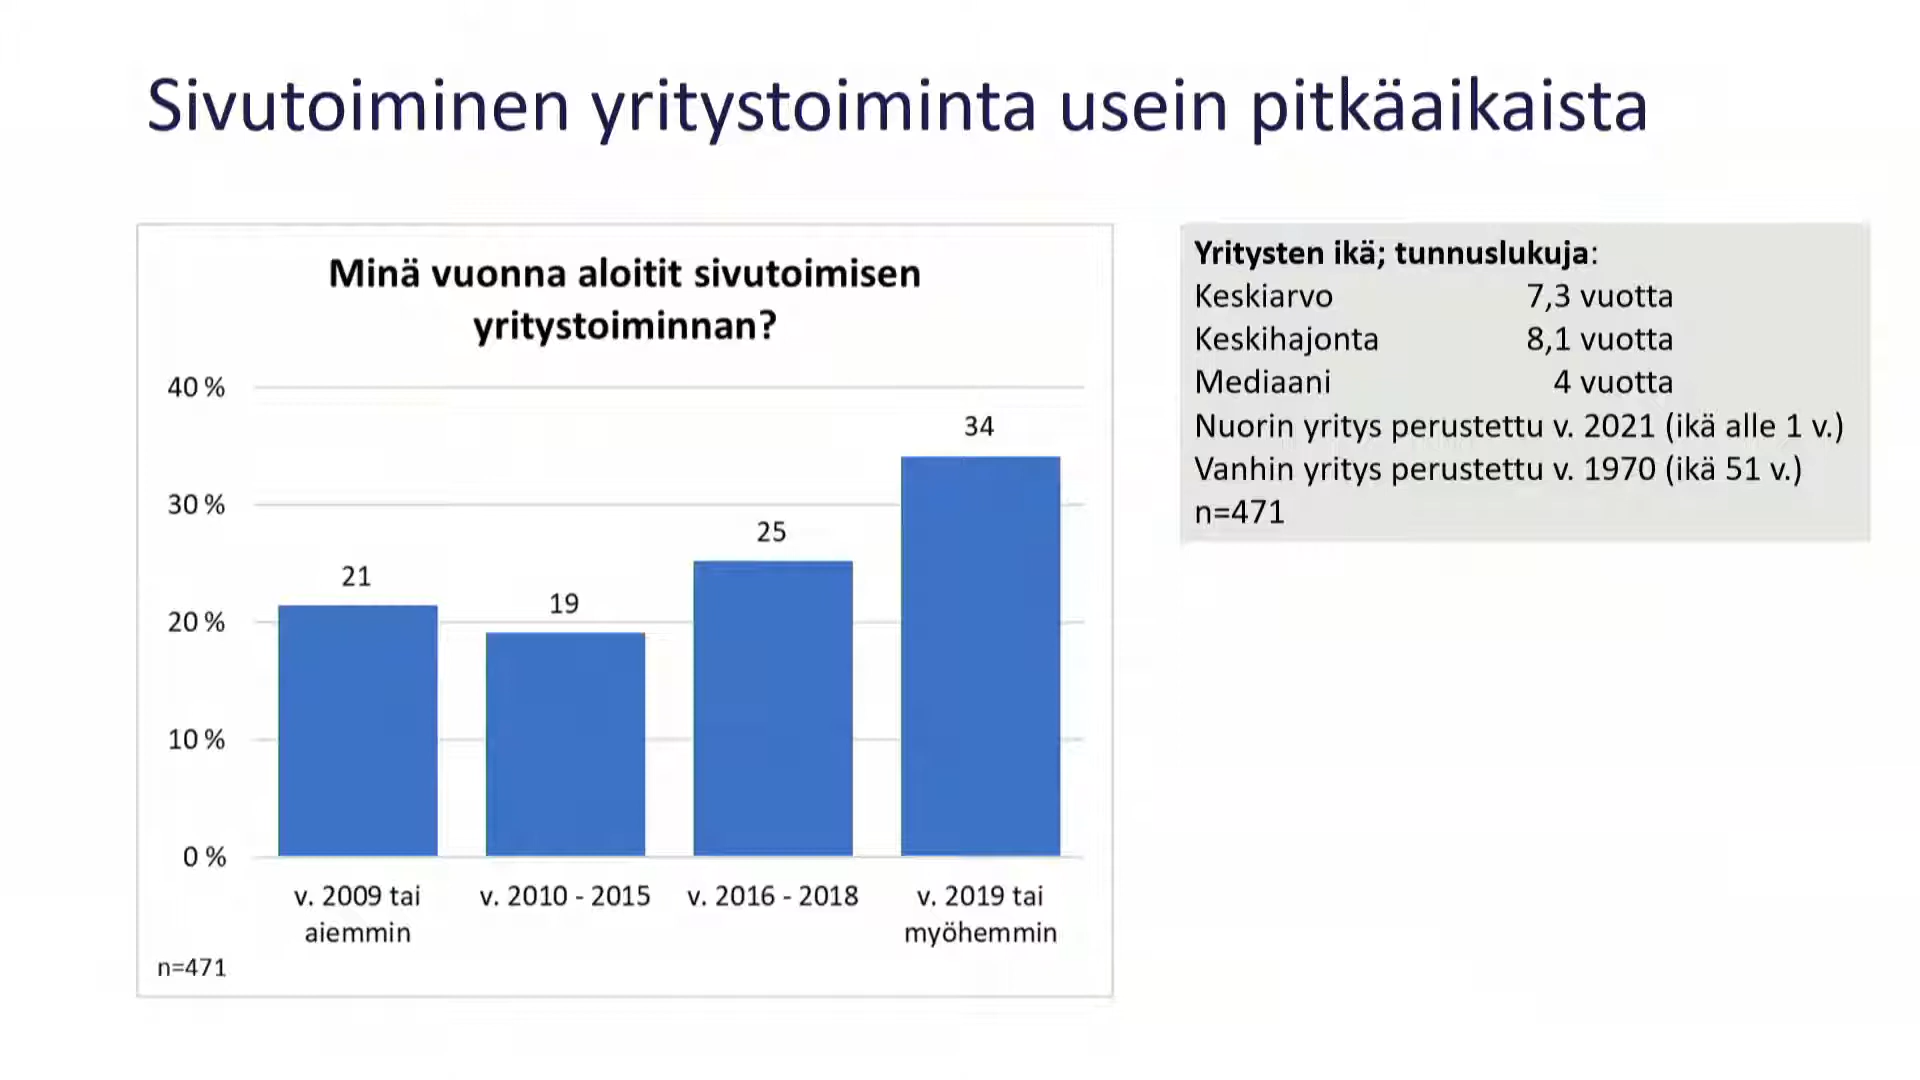 Sivutoiminen yritystoiminta usein pitkäaikaista
Minä vuonna aloitit sivutoimisen
yritystoiminnan?
40 %
30 %
20 %
10 %
0 %
21
19
25
34
v. 2009 tai
aiemmin
v. 2010 - 2015
v. 2016 - 2018
v. 2019 tai
myöhemmin
n=471
Yritysten ikä; tunnuslukuja:
Keskiarvo 7,3 vuotta
Keskihajonta 8,1 vuotta
Mediaani 4 vuotta
Nuorin yritys perustettu v. 2021 (ikä alle 1 v.)
Vanhin yritys perustettu v. 1970 (ikä 51 v.)
n=471